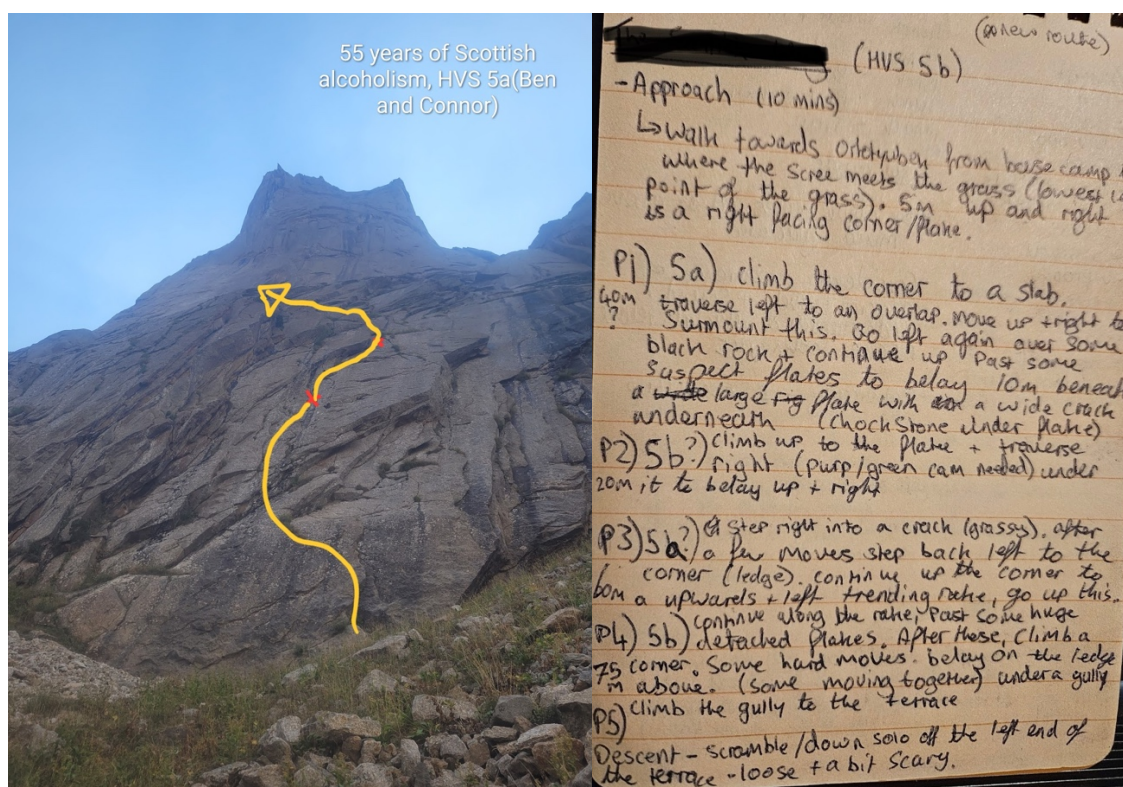 55 years of Scottish
alcoholism, HVS 5a(Ben
and Connor)
(new route)
(HVS 5b)
- Approach (10 mins)
↳ Walk towards from base camp
where the scree meets the grass (lowest
point of the grass). 5m up and right
is a right facing corner/flake.
P1) 5a) climb the corner to a slab.
40m traverse left to an overlap. Move up + right to
? Surmount this. Go left again over some
black rock + continue up past some
suspect flakes to belay 10m beneath
a large flake with a wide crack
underneath (chockstone under flake)
P2) 5b?) climb up to the flake + traverse
right (purp/green cam needed) under
20m it to belay up + right
P3) 5a?) Step right into a crack (grassy). after
a few moves step back left to the
corner (ledge). continue up the corner to
60m a upwards + left trending rake, go up this.
P4) 5b) continue along the rake, past some huge
detached flakes. After these, climb a
75m corner. Some hard moves. belay on the ledge
above. (some moving together) under a gully
P5) Climb the gully to the terrace
Descent - scramble/down solo off the left end of
the terrace - loose + a bit scary.